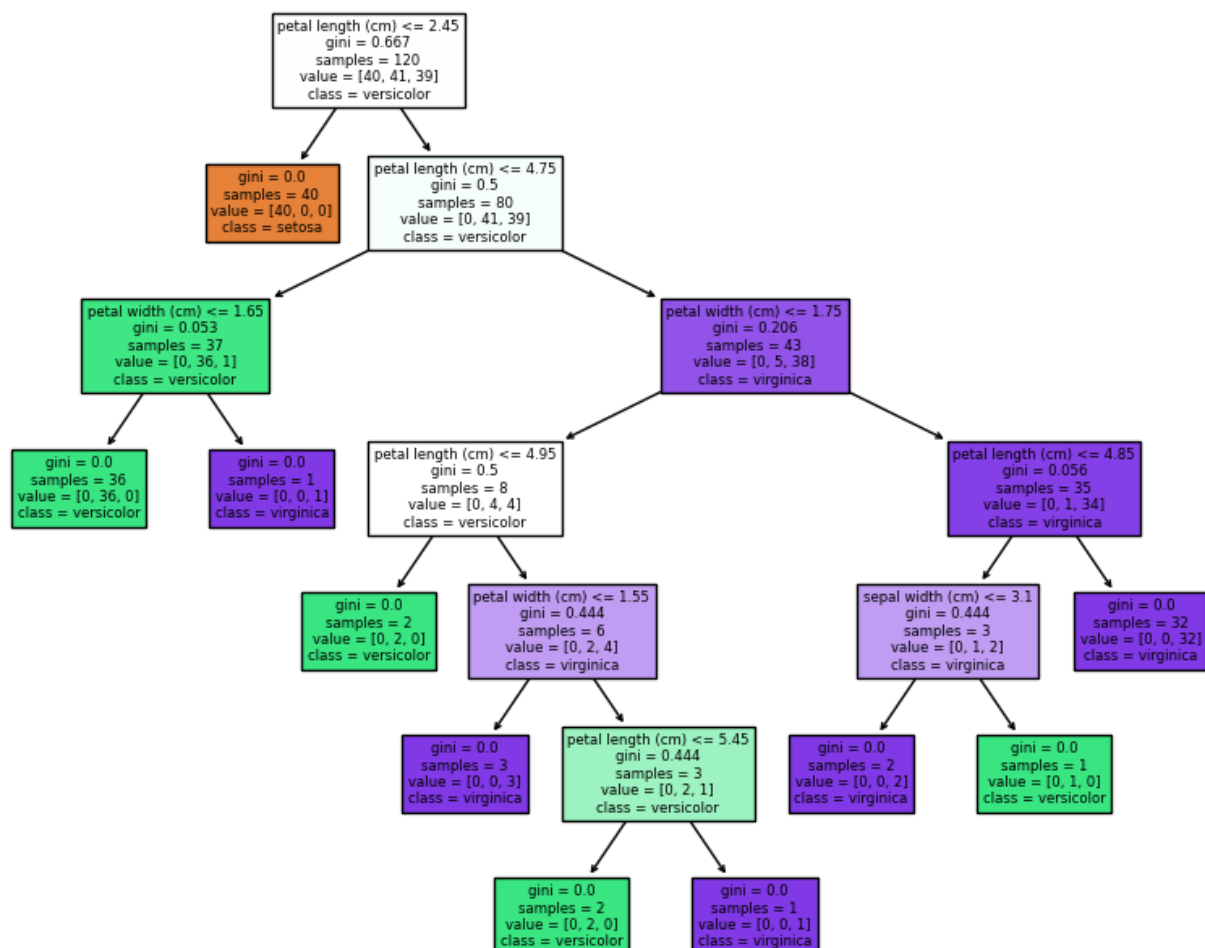 petal length (cm) <= 2.45
gini = 0.667
samples = 120
value = [40, 41, 39]
class = versicolor
gini = 0.0
samples = 40
value = [40, 0, 0]
class = setosa
petal length (cm) <= 4.75
gini = 0.5
samples = 80
value = [0, 41, 39]
class = versicolor
petal width (cm) <= 1.65
gini = 0.053
samples = 37
value = [0, 36, 1]
class = versicolor
petal width (cm) <= 1.75
gini = 0.206
samples = 43
value = [0, 5, 38]
class = virginica
gini = 0.0
samples = 36
value = [0, 36, 0]
class = versicolor
gini = 0.0
samples = 1
value = [0, 0, 1]
class = virginica
petal length (cm) <= 4.95
gini = 0.5
samples = 8
value = [0, 4, 4]
class = versicolor
petal length (cm) <= 4.85
gini = 0.056
samples = 35
value = [0, 1, 34]
class = virginica
gini = 0.0
samples = 2
value = [0, 2, 0]
class = versicolor
petal width (cm) <= 1.55
gini = 0.444
samples = 6
value = [0, 2, 4]
class = virginica
sepal width (cm) <= 3.1
gini = 0.444
samples = 3
value = [0, 1, 2]
class = virginica
gini = 0.0
samples = 32
value = [0, 0, 32]
class = virginica
gini = 0.0
samples = 3
value = [0, 0, 3]
class = virginica
petal length (cm) <= 5.45
gini = 0.444
samples = 3
value = [0, 2, 1]
class = versicolor
gini = 0.0
samples = 2
value = [0, 0, 2]
class = virginica
gini = 0.0
samples = 1
value = [0, 1, 0]
class = versicolor
gini = 0.0
samples = 2
value = [0, 2, 0]
class = versicolor
gini = 0.0
samples = 1
value = [0, 0, 1]
class = virginica